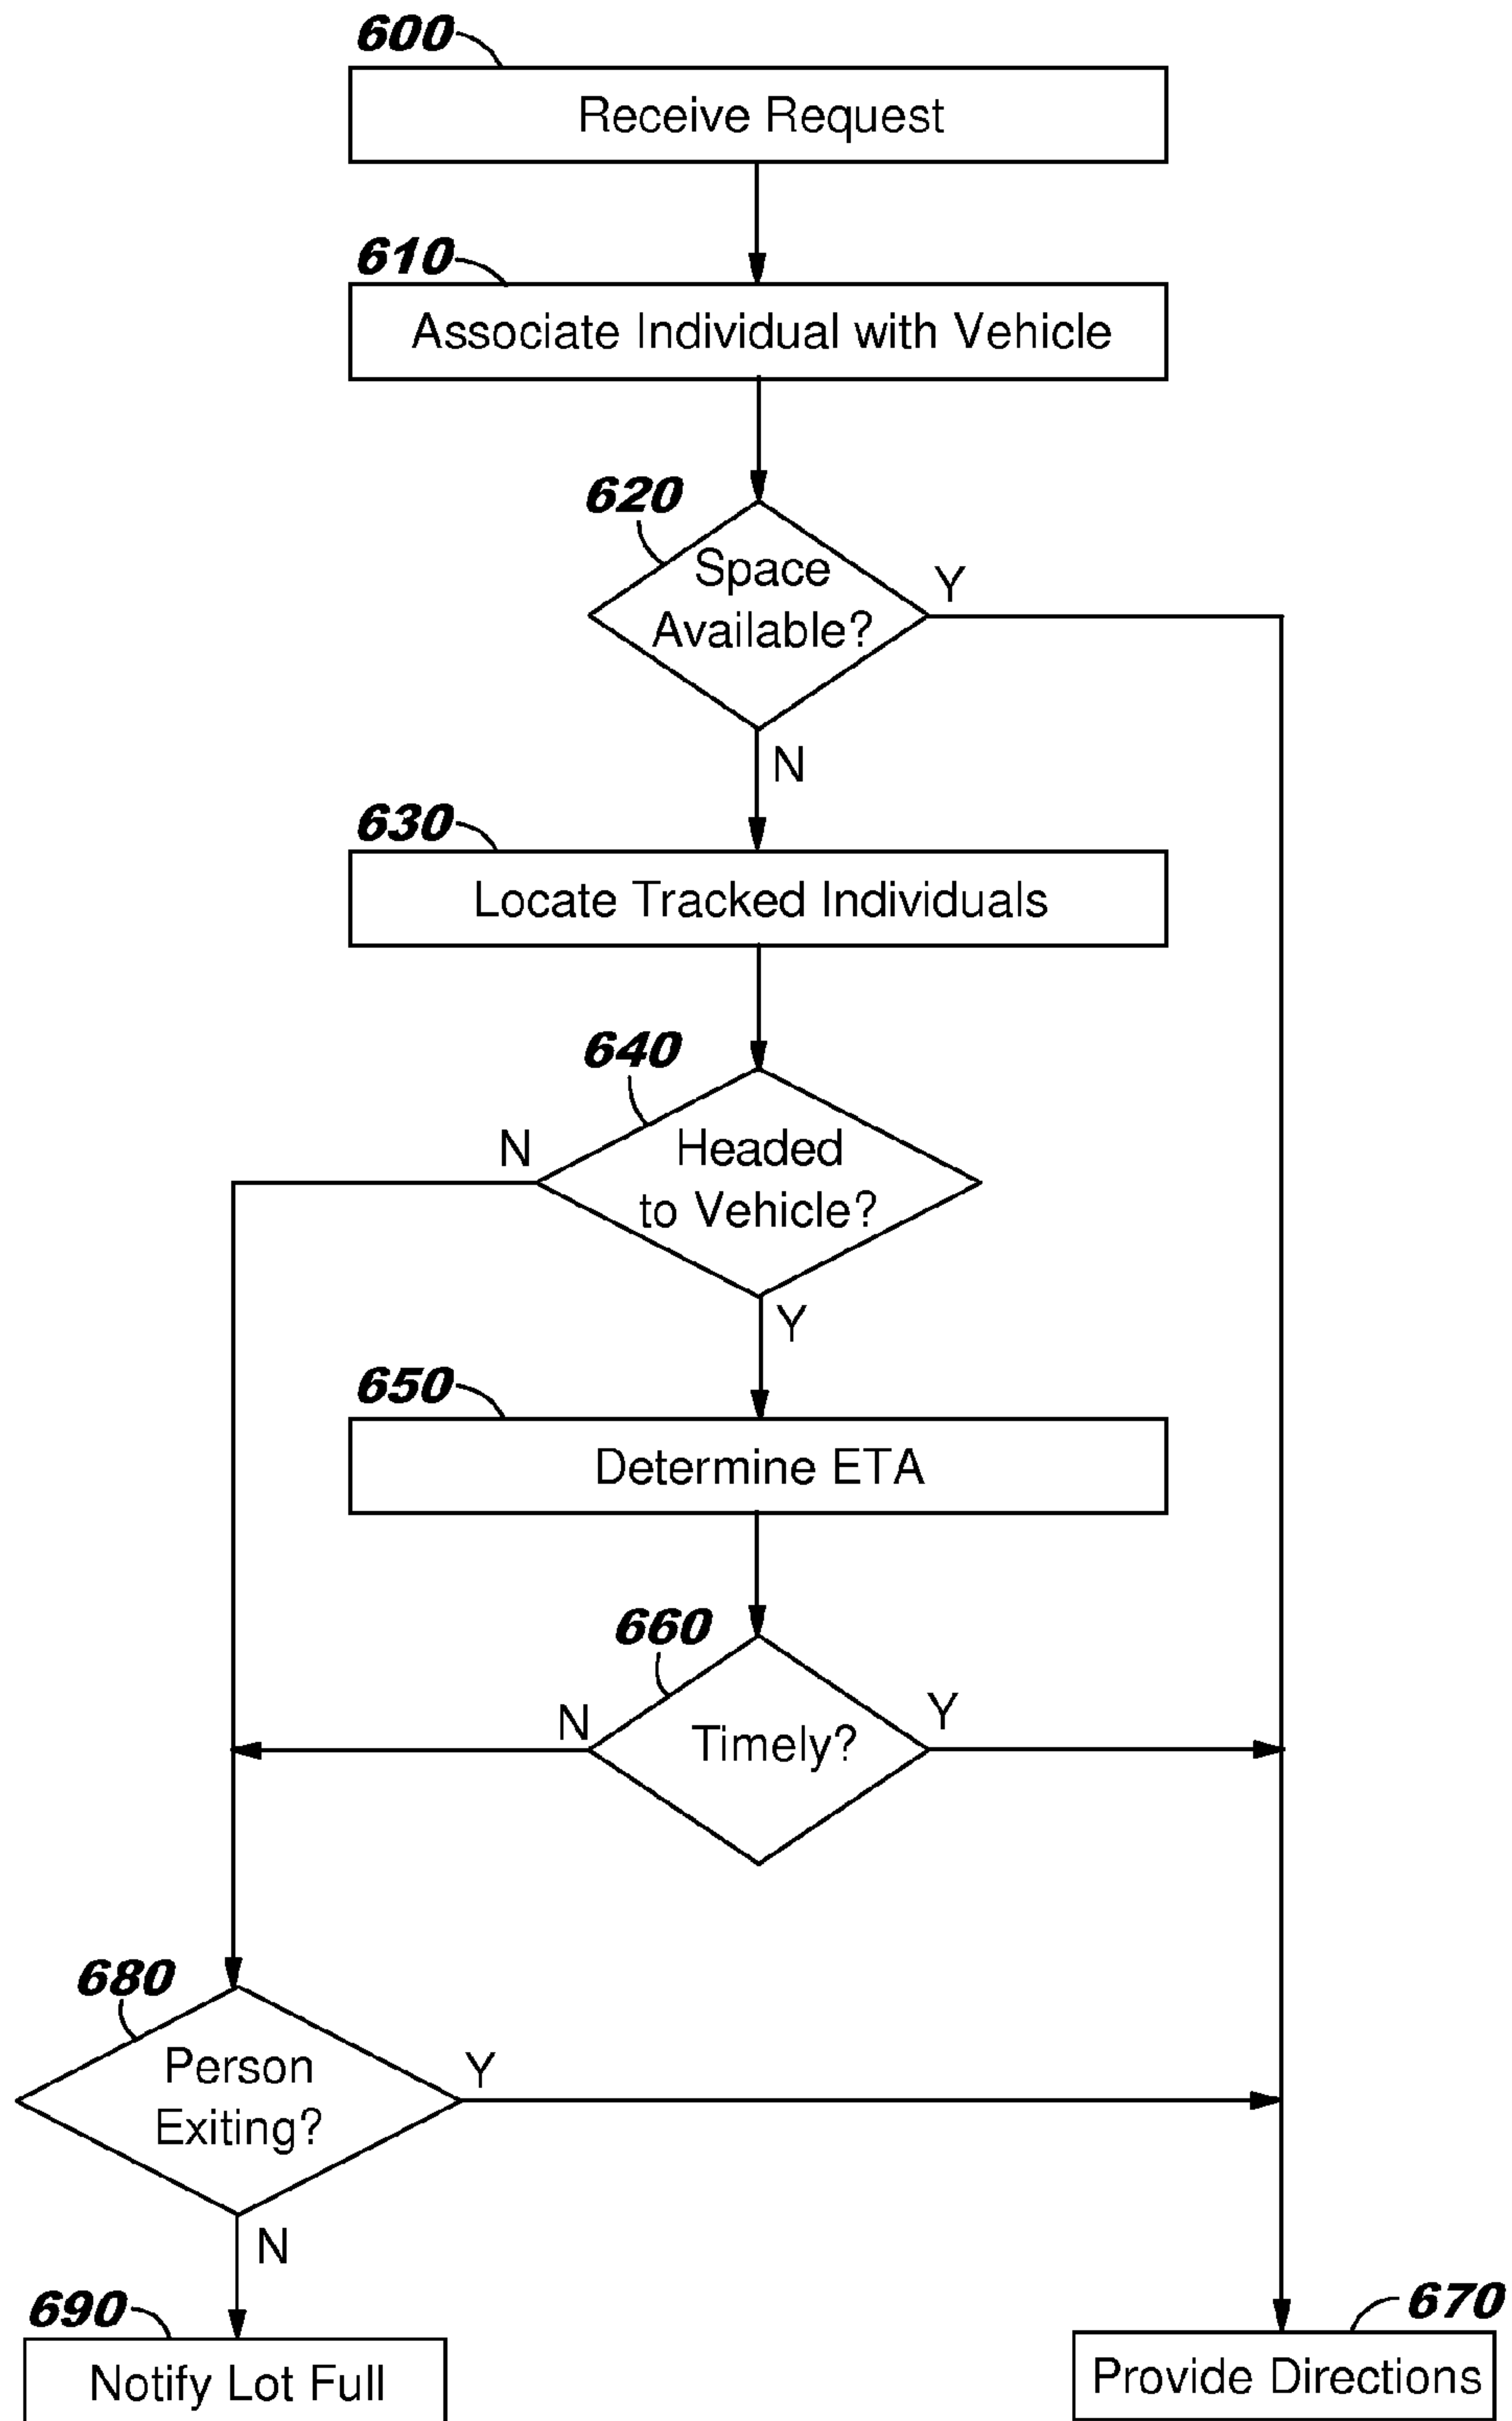 600
Receive Request
610
Associate Individual with Vehicle
620
Space
Available?
Y
N
630
Locate Tracked Individuals
640
N
Headed
to Vehicle?
Y
650
Determine ETA
660
N
Timely?
Y
680
Person
Exiting?
Y
N
690
Notify Lot Full
670
Provide Directions